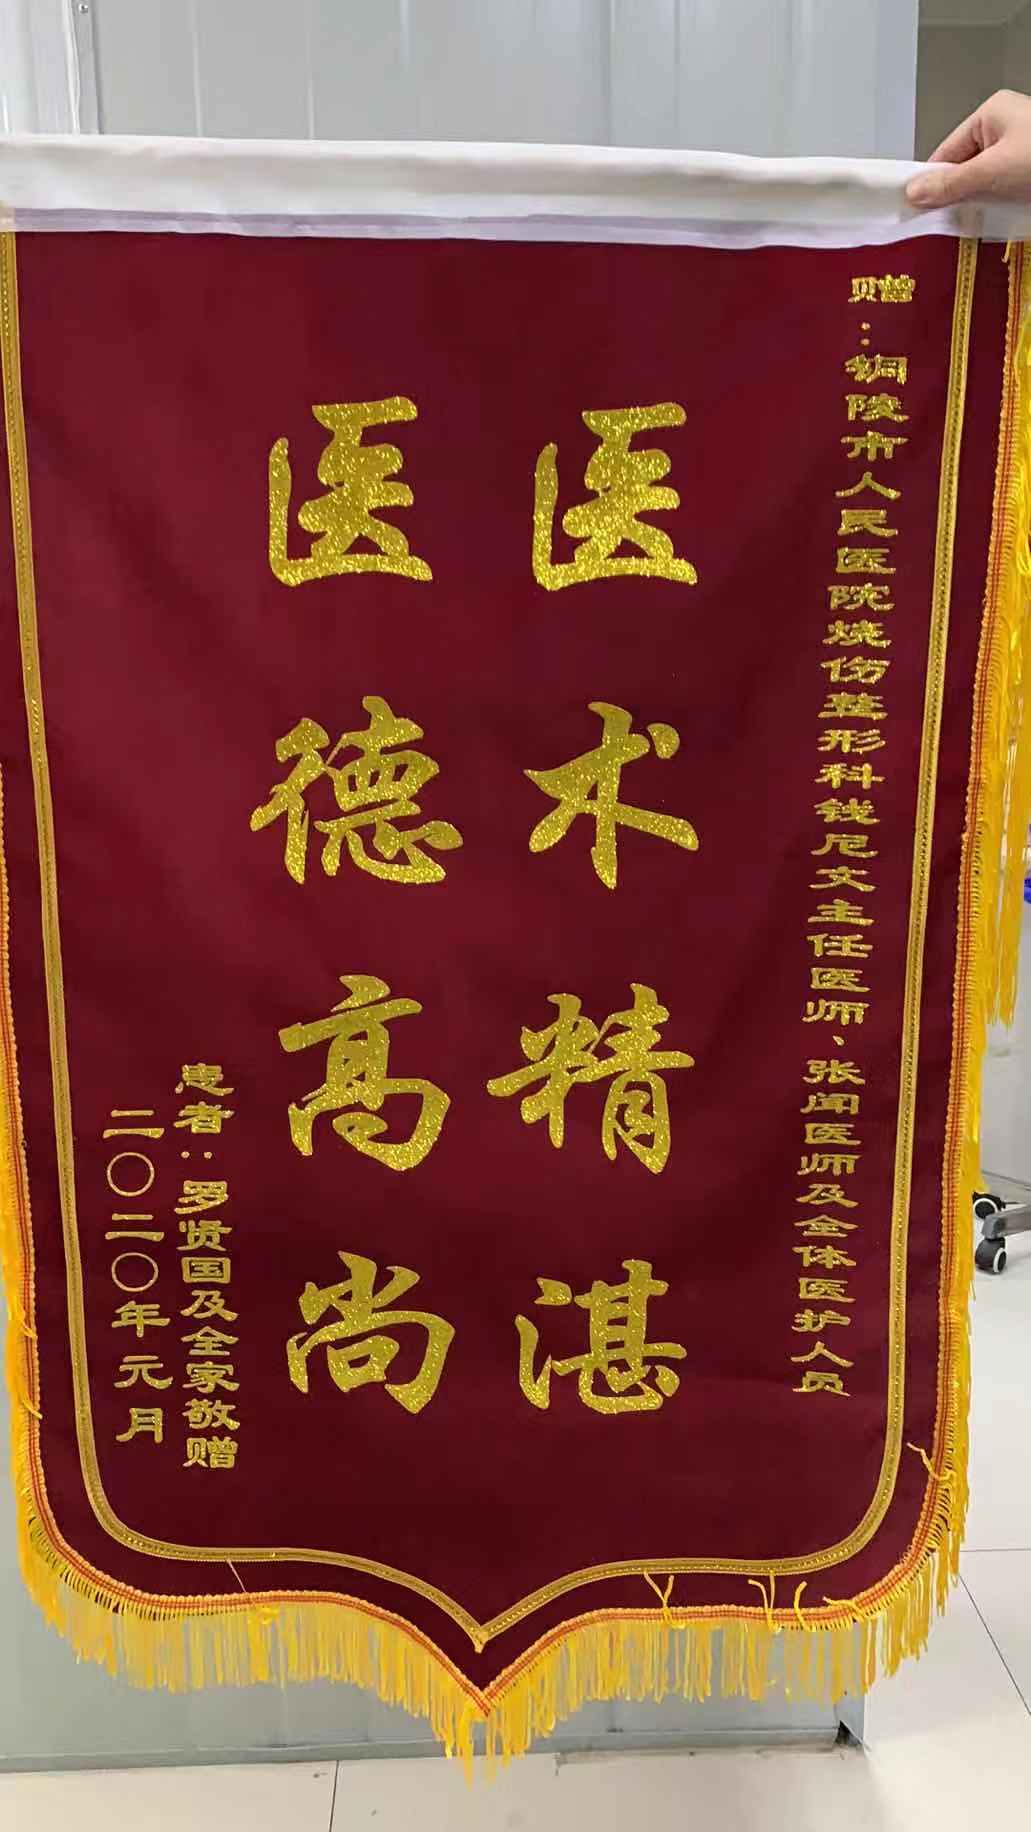 赠：铜陵市人民医院烧伤整形科钱尼文主任医师、张闻医师及全体医护人员
医术精湛
医德高尚
患者：罗贤国及全家敬赠
二〇二〇年元月